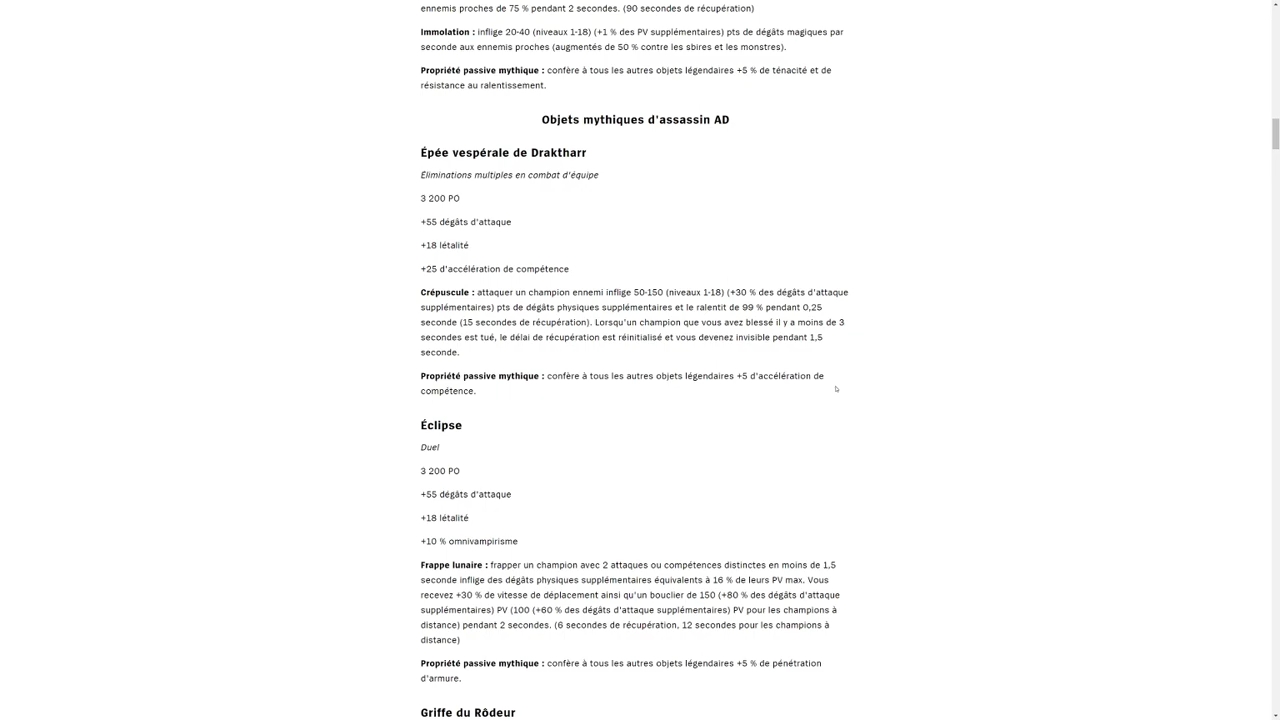 ennemis proches de 75 % pendant 2 secondes. (90 secondes de récupération)
Immolation : inflige 20-40 (niveaux 1-18) (+1 % des PV supplémentaires) pts de dégâts magiques par
seconde aux ennemis proches (augmentés de 50 % contre les sbires et les monstres).
Propriété passive mythique : confère à tous les autres objets légendaires +5 % de ténacité et de
résistance au ralentissement.
Objets mythiques d'assassin AD
Épée vespérale de Draktharr
Éliminations multiples en combat d'équipe
3 200 PO
+55 dégâts d'attaque
+18 létalité
+25 d'accélération de compétence
Crépuscule : attaquer un champion ennemi inflige 50-150 (niveaux 1-18) (+30 % des dégâts d'attaque
supplémentaires) pts de dégâts physiques supplémentaires et le ralentit de 99 % pendant 0,25
seconde (15 secondes de récupération). Lorsqu'un champion que vous avez blessé il y a moins de 3
secondes est tué, le délai de récupération est réinitialisé et vous devenez invisible pendant 1,5
seconde.
Propriété passive mythique : confère à tous les autres objets légendaires +5 d'accélération de
compétence.
Éclipse
Duel
3 200 PO
+55 dégâts d'attaque
+18 létalité
+10 % omnivampirisme
Frappe lunaire : frapper un champion avec 2 attaques ou compétences distinctes en moins de 1,5
seconde inflige des dégâts physiques supplémentaires équivalents à 16 % de leurs PV max. Vous
recevez +30 % de vitesse de déplacement ainsi qu'un bouclier de 150 (+80 % des dégâts d'attaque
supplémentaires) PV (100 (+60 % des dégâts d'attaque supplémentaires) PV pour les champions à
distance) pendant 2 secondes. (6 secondes de récupération, 12 secondes pour les champions à
distance)
Propriété passive mythique : confère à tous les autres objets légendaires +5 % de pénétration
d'armure.
Griffe du Rôdeur